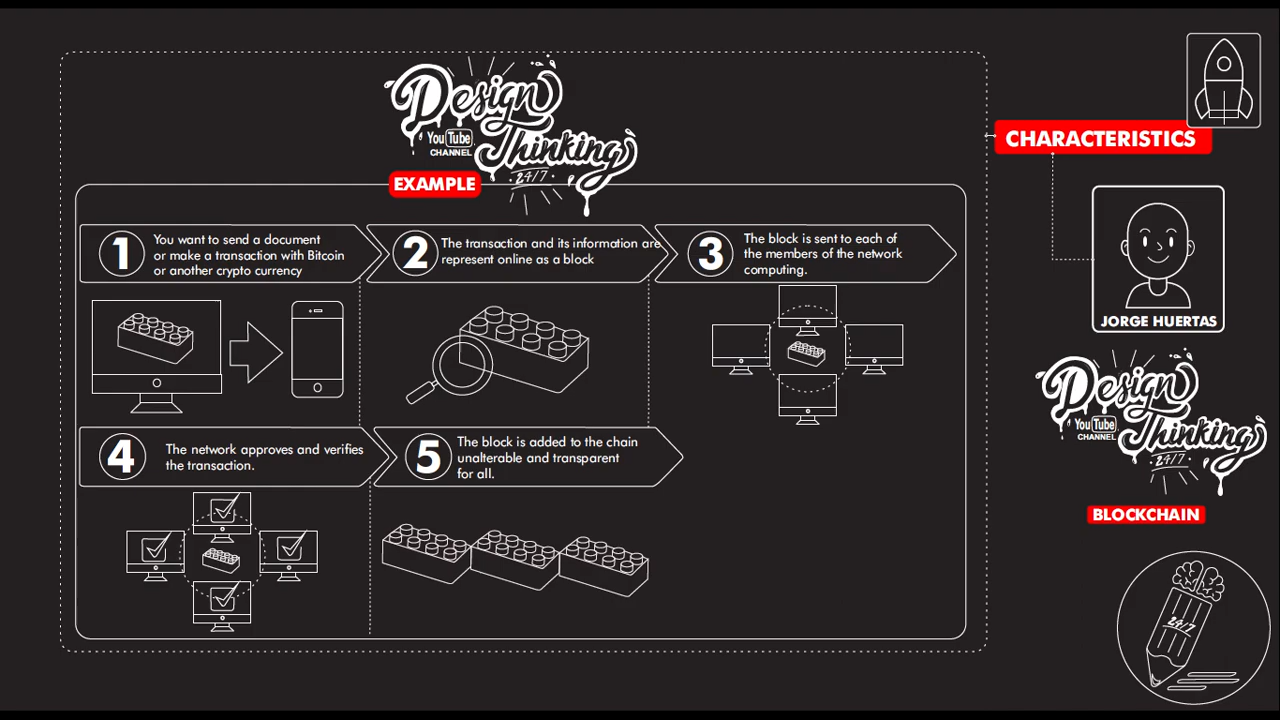 Design
Thinking
You Tube
CHANNEL
24/7
EXAMPLE
1
You want to send a document
or make a transaction with Bitcoin
or another crypto currency
2
The transaction and its information are
represent online as a block
3
The block is sent to each of
the members of the network
computing.
4
The network approves and verifies
the transaction.
5
The block is added to the chain
unalterable and transparent
for all.
CHARACTERISTICS
JORGE HUERTAS
Design
Thinking
You Tube
CHANNEL
24/7
BLOCKCHAIN
24/7